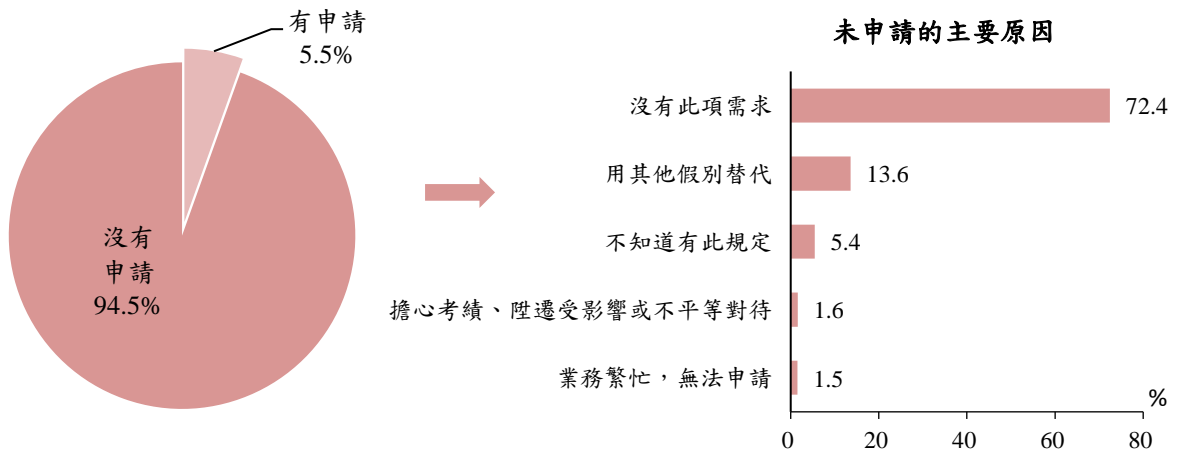 有申請
5.5%
沒有
申請
94.5%
未申請的主要原因
沒有此項需求
72.4
用其他假別替代
13.6
不知道有此規定
5.4
擔心考績、陞遷受影響或不平等對待
1.6
業務繁忙，無法申請
1.5
%
0
20
40
60
80